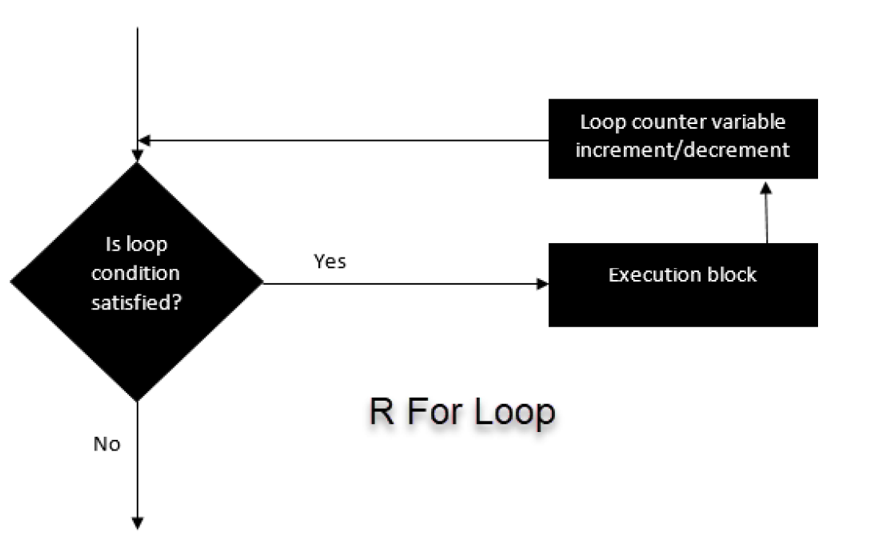 Loop counter variable
increment/decrement
Is loop
condition
satisfied?
Yes
Execution block
R For Loop
No